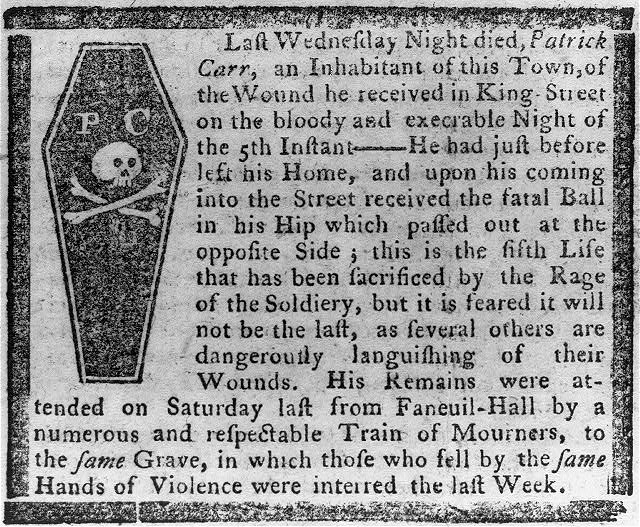 Laſt Wedneſday Night died, Patrick
Carr, an Inhabitant of this Town, of
the Wound he received in King-Street
on the bloody and execrable Night of
the 5th Inſtant——He had juſt before
left his Home, and upon his coming
into the Street received the fatal Ball
in his Hip which paſſed out at the
oppoſite Side; this is the fifth Life
that has been ſacrificed by the Rage
of the Soldiery, but it is feared it will
not be the laſt, as ſeveral others are
dangerouſly languiſhing of their
Wounds. His Remains were at-
tended on Saturday laſt from Faneuil-Hall by a
numerous and reſpectable Train of Mourners, to
the ſame Grave, in which thoſe who fell by the ſame
Hands of Violence were interred the laſt Week.
P C